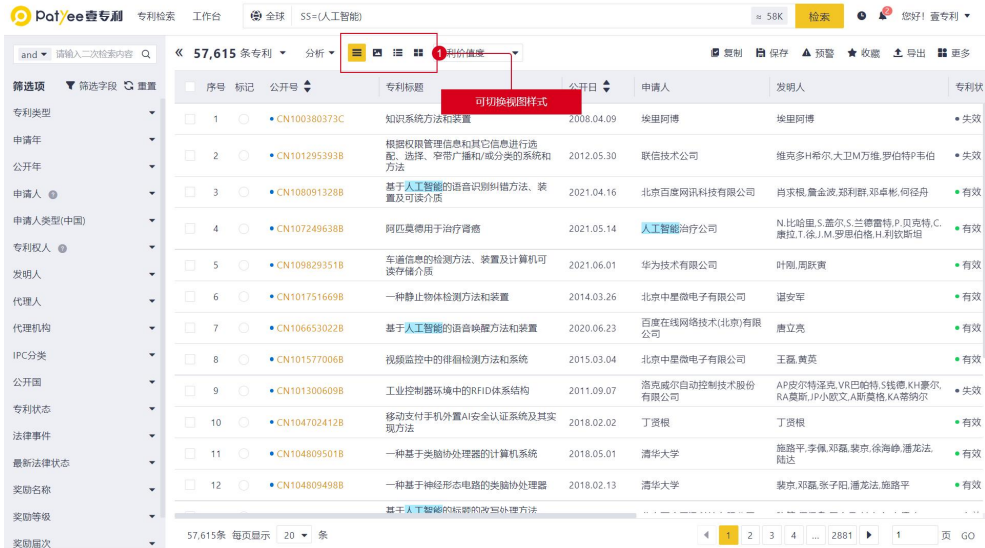 Patyee壹专利 专利检索 工作台 全球 SS=(人工智能) ≈ 58K 检索 您好! 壹专利
and 请输入二次检索内容
57,615 条专利 分析 1 利价值度 复制 保存 预警 收藏 导出 更多
筛选项 筛选字段 重置
序号 标记 公开号 专利标题 公开日 申请人 发明人 专利状
可切换视图样式
专利类型
申请年
公开年
申请人
申请人类型(中国)
专利权人
发明人
代理人
代理机构
IPC分类
公开国
专利状态
法律事件
最新法律状态
奖励名称
奖励等级
奖励届次
1 CN100380373C 知识系统方法和装置 2008.04.09 埃里阿博 埃里阿博 失效
2 CN101295393B 根据权限管理信息和其它信息进行选
配、选择、窄带广播和/或分类的系统和
方法 2012.05.30 联信技术公司 维克多H希尔,大卫M万维,罗伯特P韦伯 失效
3 CN108091328B 基于人工智能的语音识别纠错方法、装
置及可读介质 2021.04.16 北京百度网讯科技有限公司 肖求根,詹金波,郑利群,邓卓彬,何径舟 有效
4 CN107249638B 阿匹莫德用于治疗肾癌 2021.05.14 人工智能治疗公司 N.比哈里,S.盖尔,S.兰德雷特,P.贝克特,C.
康拉,T.徐,J.M.罗思伯格,H.利钦斯坦 有效
5 CN109829351B 车道信息的检测方法、装置及计算机可
读存储介质 2021.06.01 华为技术有限公司 叶刚,周跃寅 有效
6 CN101751669B 一种静止物体检测方法和装置 2014.03.26 北京中星微电子有限公司 谌安军 有效
7 CN106653022B 基于人工智能的语音唤醒方法和装置 2020.06.23 百度在线网络技术(北京)有限
公司 唐立亮 有效
8 CN101577006B 视频监控中的徘徊检测方法和系统 2015.03.04 北京中星微电子有限公司 王磊,黄英 有效
9 CN101300609B 工业控制器环境中的RFID体系结构 2011.09.07 洛克威尔自动控制技术股份
有限公司 AP皮尔特泽克,VR巴帕特,S钱德,KH豪尔,
RA莫斯,JP小欧文,A斯莫格,KA蒂纳尔 失效
10 CN104702412B 移动支付手机外置AI安全认证系统及其实
现方法 2018.02.02 丁贤根 丁贤根 有效
11 CN104809501B 一种基于类脑协处理器的计算机系统 2018.05.01 清华大学 施路平,李佩,邓磊,裴京,徐海峥,潘龙法,
陆达 有效
12 CN104809498B 一种基于神经形态电路的类脑协处理器 2018.02.13 清华大学 裴京,邓磊,张子阳,潘龙法,施路平 有效
基于人工智能的标题的改写处理方法
57,615条 每页显示 20 条 1 2 3 4 ... 2881 1 页 GO